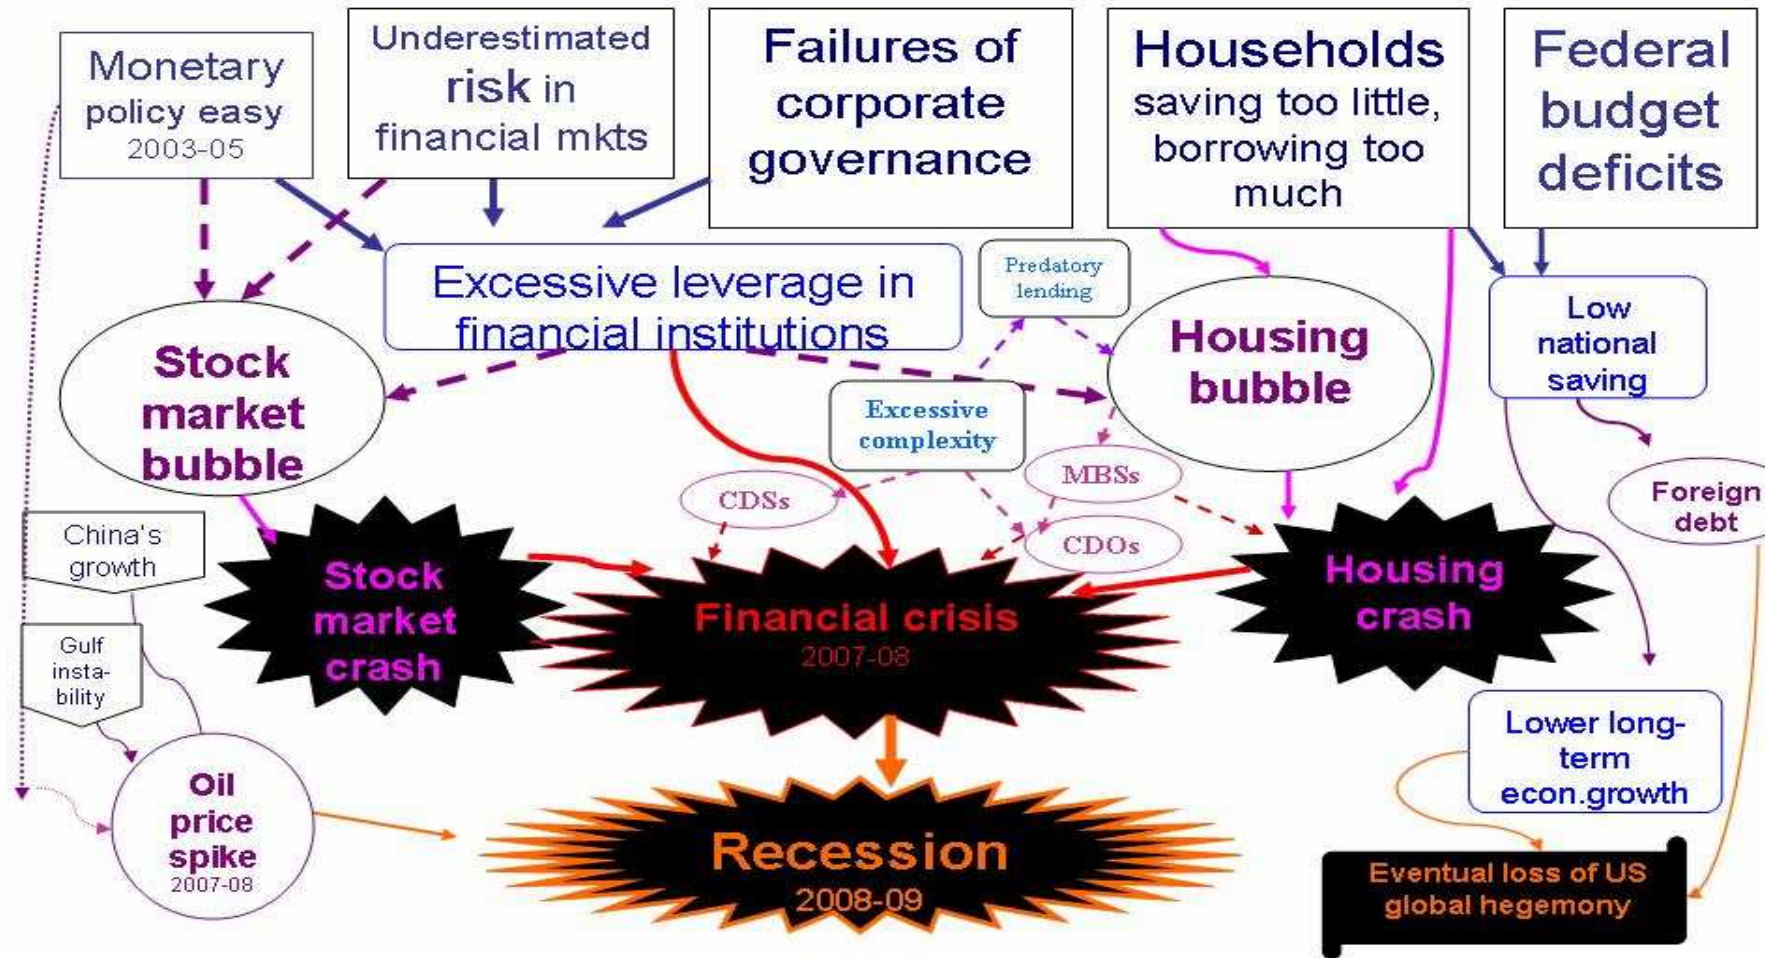 Monetary
policy easy
2003-05
Underestimated
risk in
financial mkts
Failures of
corporate
governance
Households
saving too little,
borrowing too
much
Federal
budget
deficits
Excessive leverage in
financial institutions
Predatory
lending
Housing
bubble
Low
national
saving
Stock
market
bubble
Excessive
complexity
CDSs
MBSs
CDOs
Foreign
debt
China's
growth
Stock
market
crash
Financial crisis
2007-08
Housing
crash
Gulf
insta-
bility
Oil
price
spike
2007-08
Recession
2008-09
Lower long-
term
econ.growth
Eventual loss of US
global hegemony